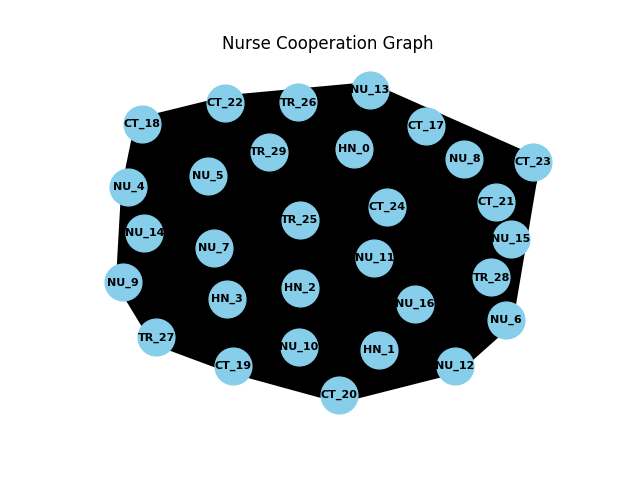 Nurse Cooperation Graph
NU_13
CT_22
TR_26
CT_18
CT_17
HN_0
TR_29
NU_8
CT_23
NU_5
NU_4
CT_21
CT_24
TR_25
NU_14
NU_15
NU_7
NU_11
TR_28
NU_9
HN_2
HN_3
NU_16
NU_6
TR_27
NU_10
HN_1
CT_19
NU_12
CT_20